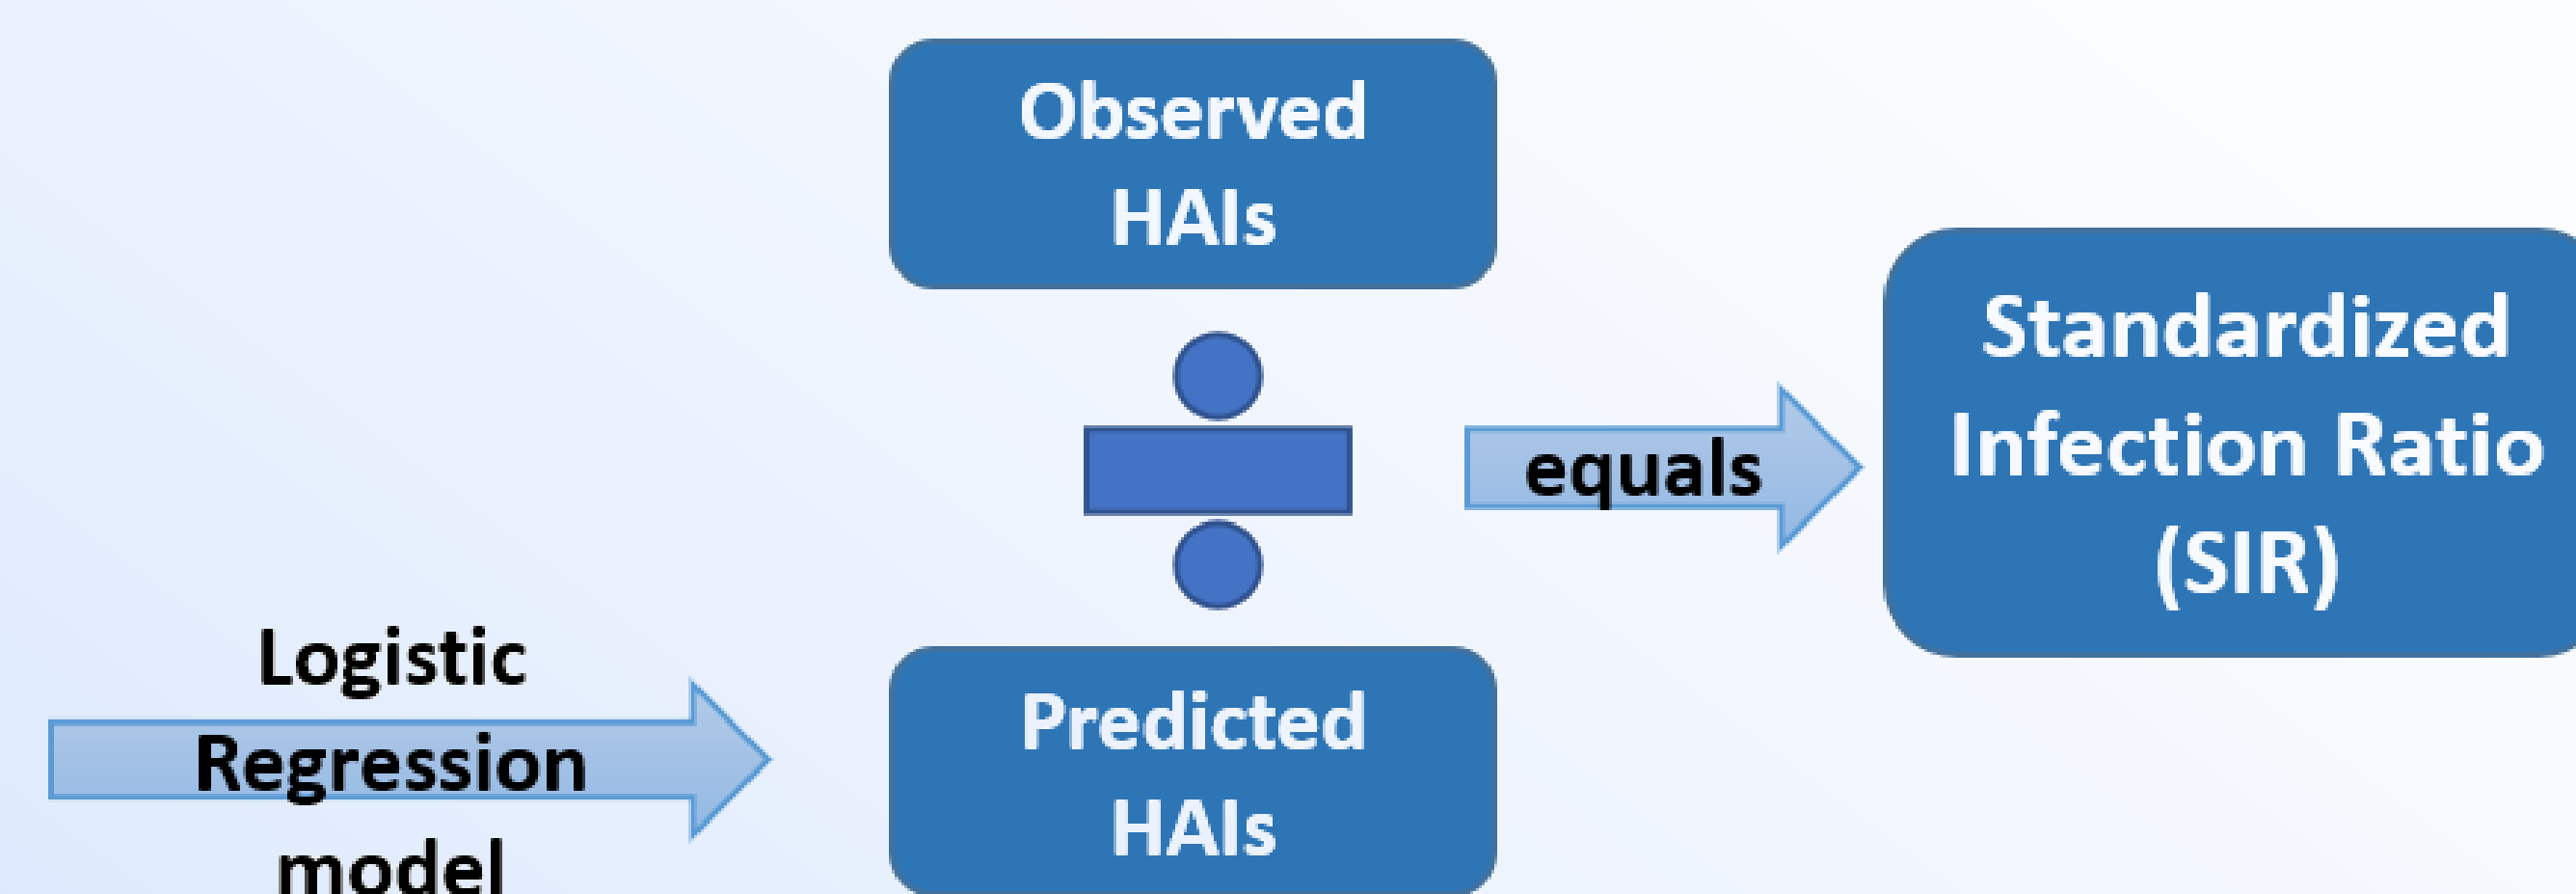 Observed
HAIs
equals
Standardized
Infection Ratio
(SIR)
Logistic
Regression
model
Predicted
HAIs